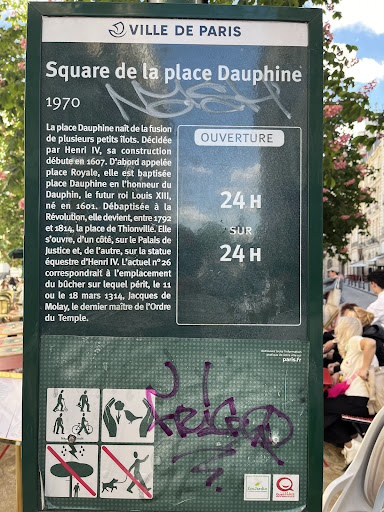 VILLE DE PARIS
Square de la place Dauphine
1970
La place Dauphine naît de la fusion
de plusieurs petits îlots. Décidée
par Henri IV, sa construction
débute en 1607. D'abord appelée
place Royale, elle est baptisée
place Dauphine en l'honneur du
Dauphin, le futur roi Louis XIII,
né en 1601. Débaptisée à la
Révolution, elle devient, entre 1792
et 1814, la place de Thionville. Elle
s'ouvre, d'un côté, sur le Palais de
Justice et, de l'autre, sur la statue
équestre d'Henri IV. L'actuel n°26
correspondrait à l'emplacement
du bûcher sur lequel périt, le 11
ou le 18 mars 1314, Jacques de
Molay, le dernier maître de l'Ordre
du Temple.
OUVERTURE
24 H
SUR
24 H
paris.fr